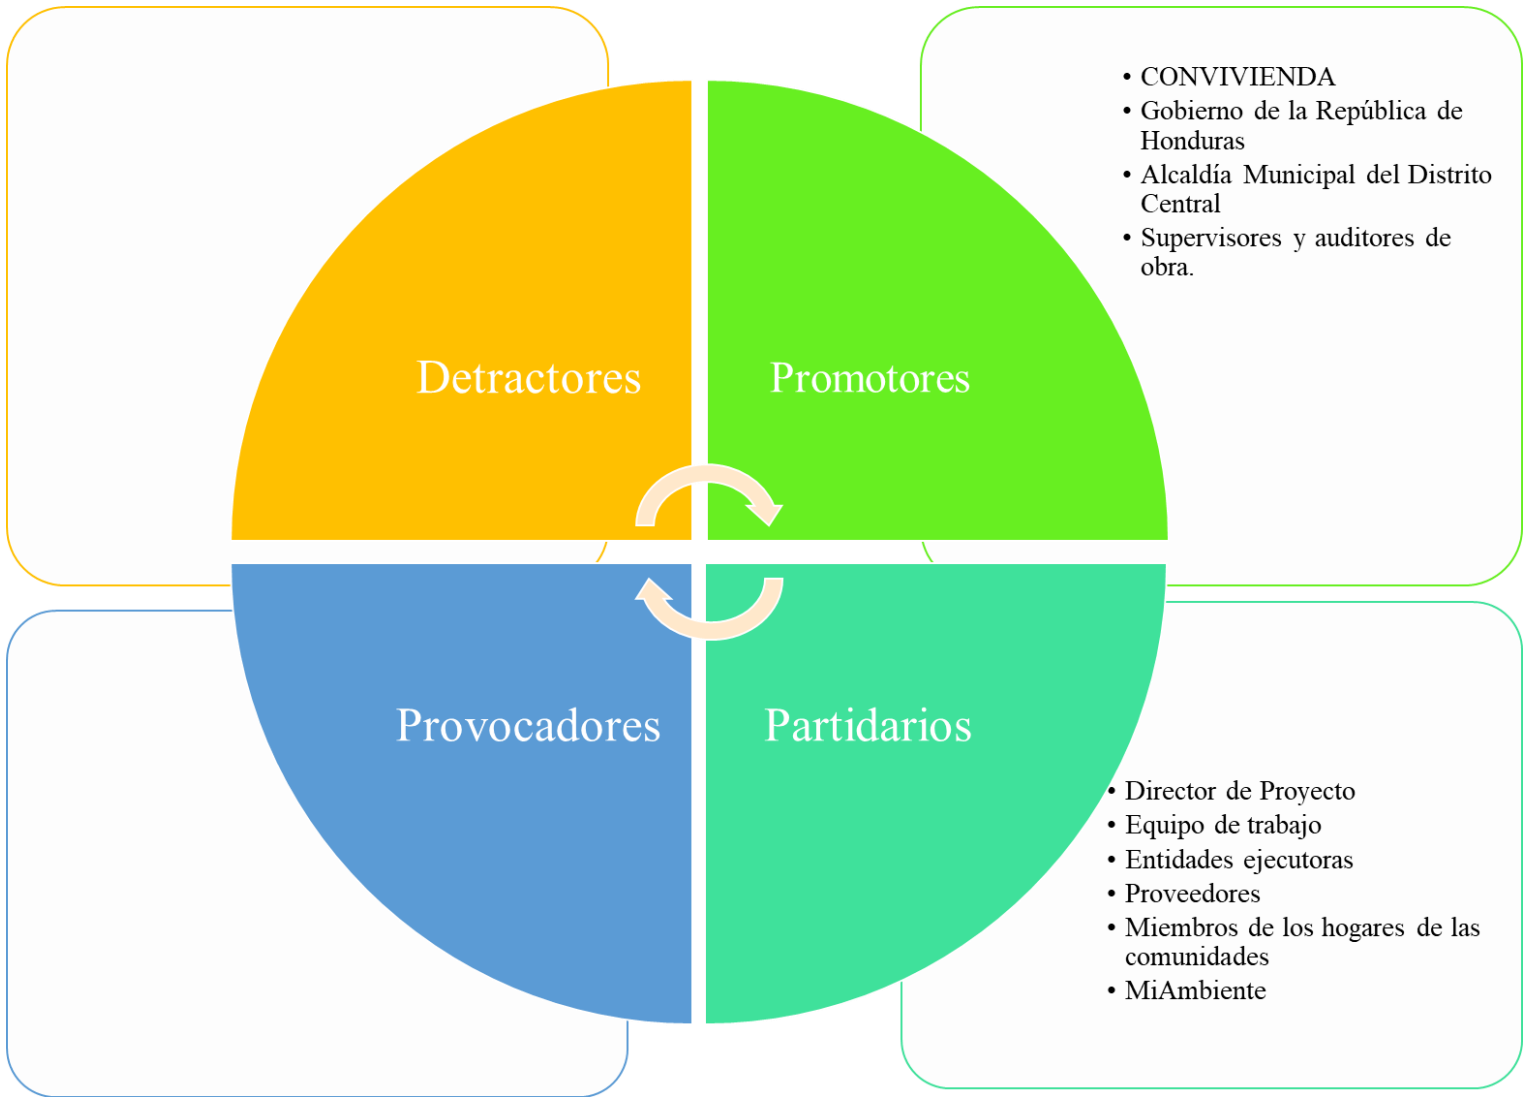 Detractores
Promotores
• CONVIVIENDA
• Gobierno de la República de
Honduras
• Alcaldía Municipal del Distrito
Central
• Supervisores y auditores de
obra.
Provocadores
Partidarios
• Director de Proyecto
• Equipo de trabajo
• Entidades ejecutoras
• Proveedores
• Miembros de los hogares de las
comunidades
• MiAmbiente